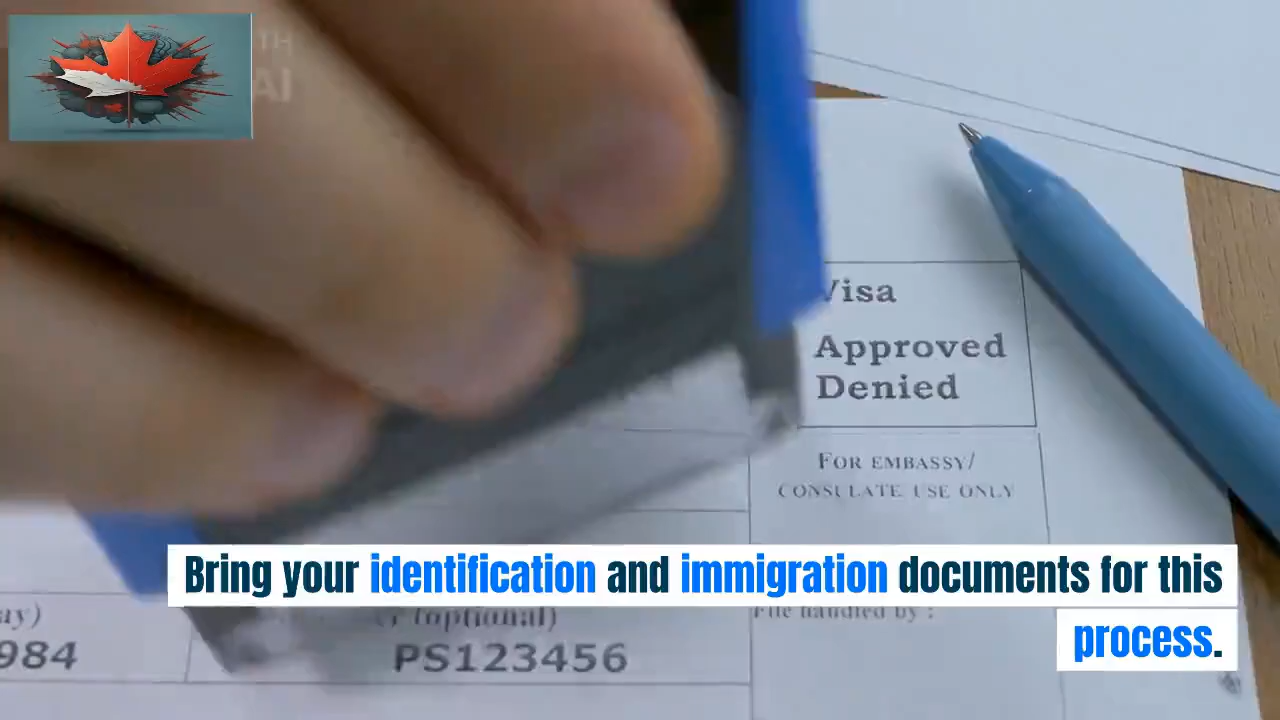 Visa
Approved
Denied
FOR EMBASSY/
CONSULATE USE ONLY
Bring your identification and immigration documents for this
process.
(optional)
File handled by :
984
PS123456
AI